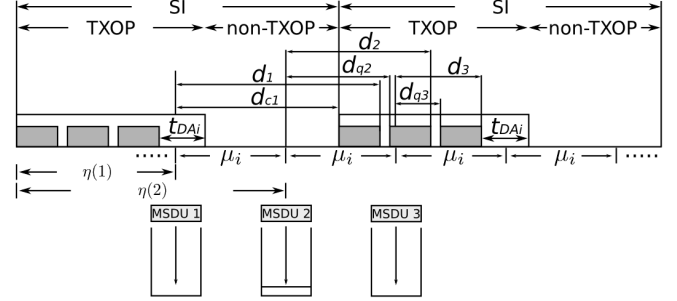 SI SI
TXOP non-TXOP TXOP non-TXOP
d2
d1 dq2 d3
dc1 dq3
tDAi tDAi
..... μi μi μi μi .....
η(1)
η(2)
MSDU 1 MSDU 2 MSDU 3